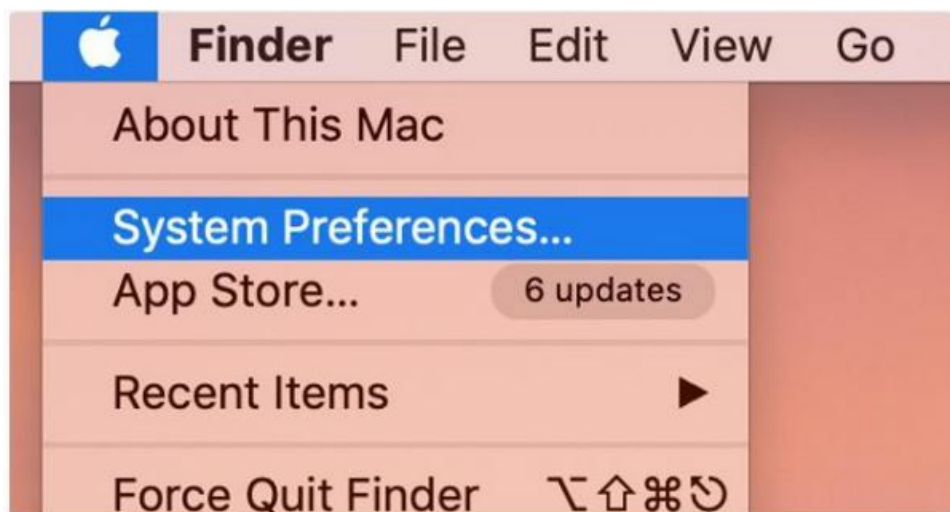 Finder File Edit View Go
About This Mac
System Preferences...
App Store... 6 updates
Recent Items ▶
Force Quit Finder ⌥⇧⌘⎋